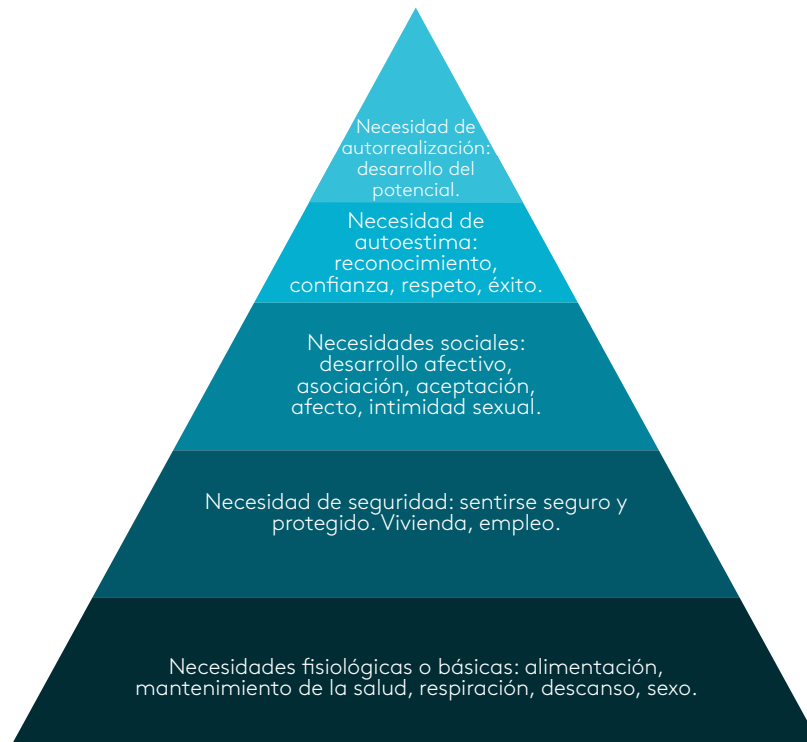 Necesidad de
autorrealización:
desarrollo del
potencial.
Necesidad de
autoestima:
reconocimiento,
confianza, respeto, éxito.
Necesidades sociales:
desarrollo afectivo,
asociación, aceptación,
afecto, intimidad sexual.
Necesidad de seguridad: sentirse seguro y
protegido. Vivienda, empleo.
Necesidades fisiológicas o básicas: alimentación,
mantenimiento de la salud, respiración, descanso, sexo.